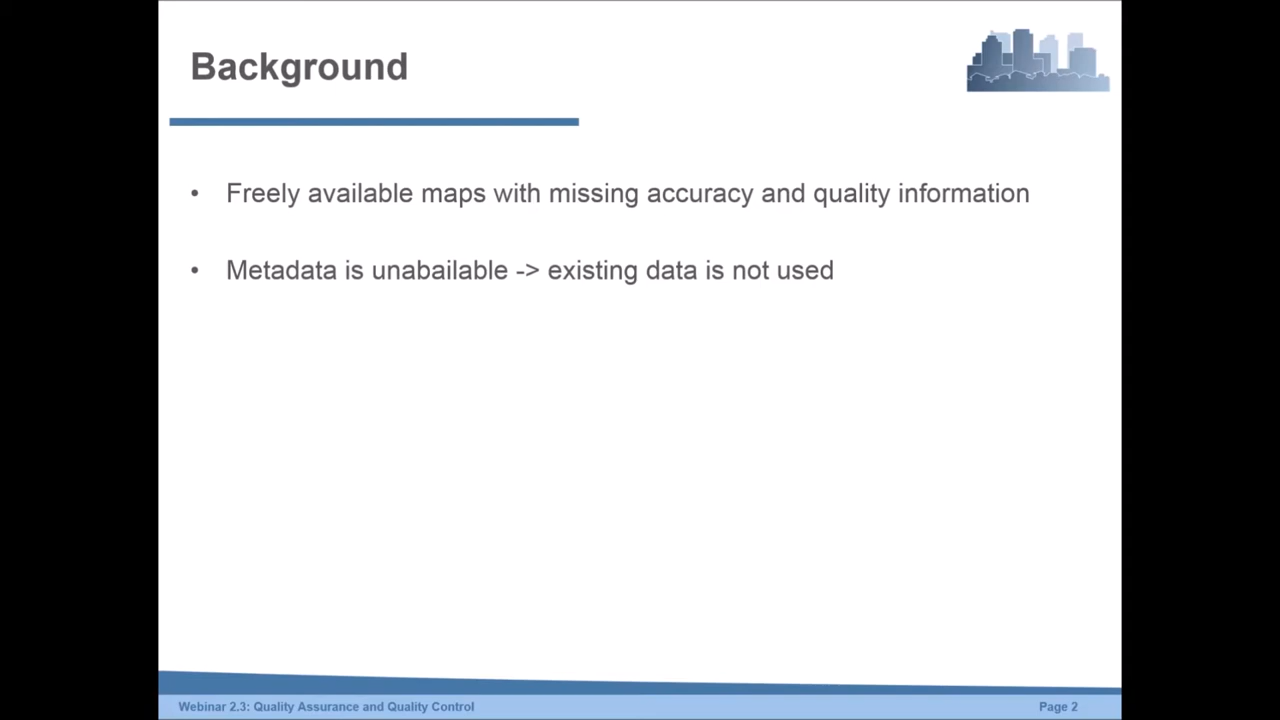 Background
• Freely available maps with missing accuracy and quality information
• Metadata is unabailable -> existing data is not used
Webinar 2.3: Quality Assurance and Quality Control
Page 2